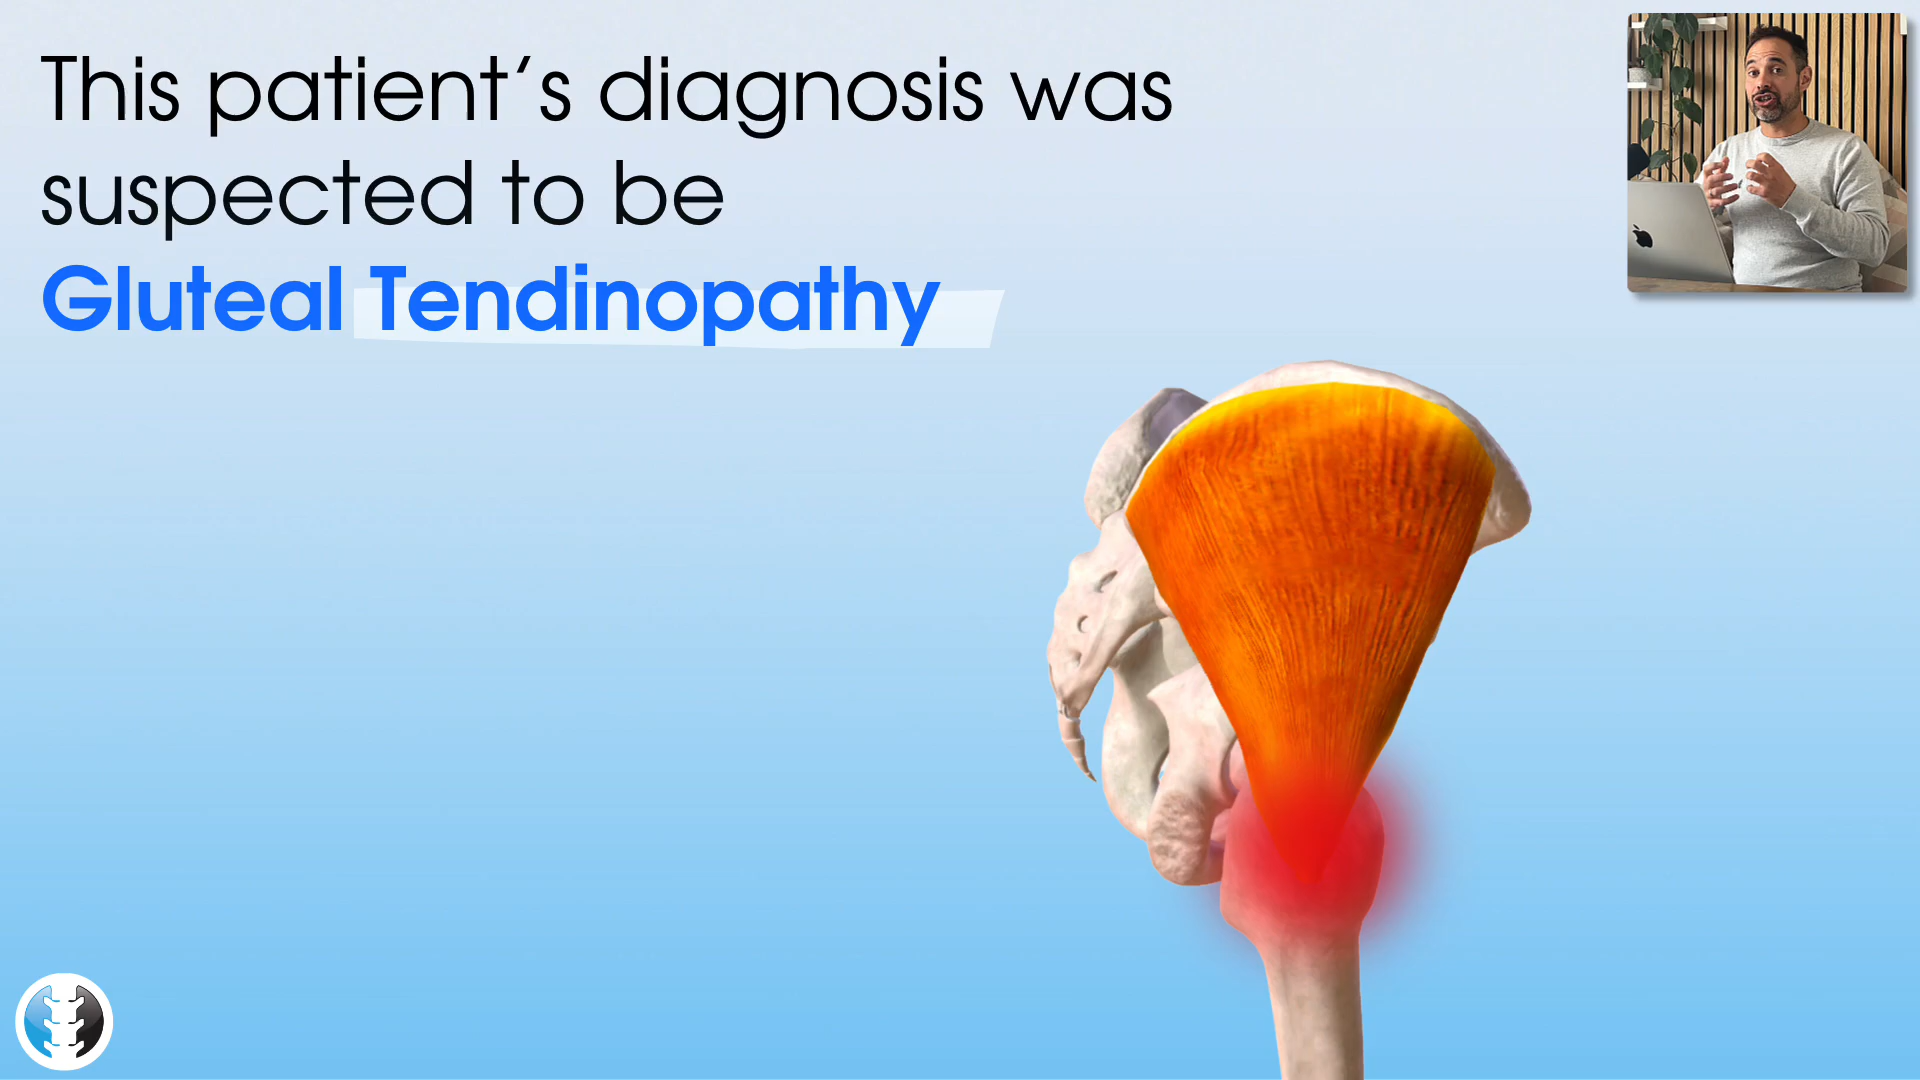 This patient's diagnosis was
suspected to be
Gluteal Tendinopathy